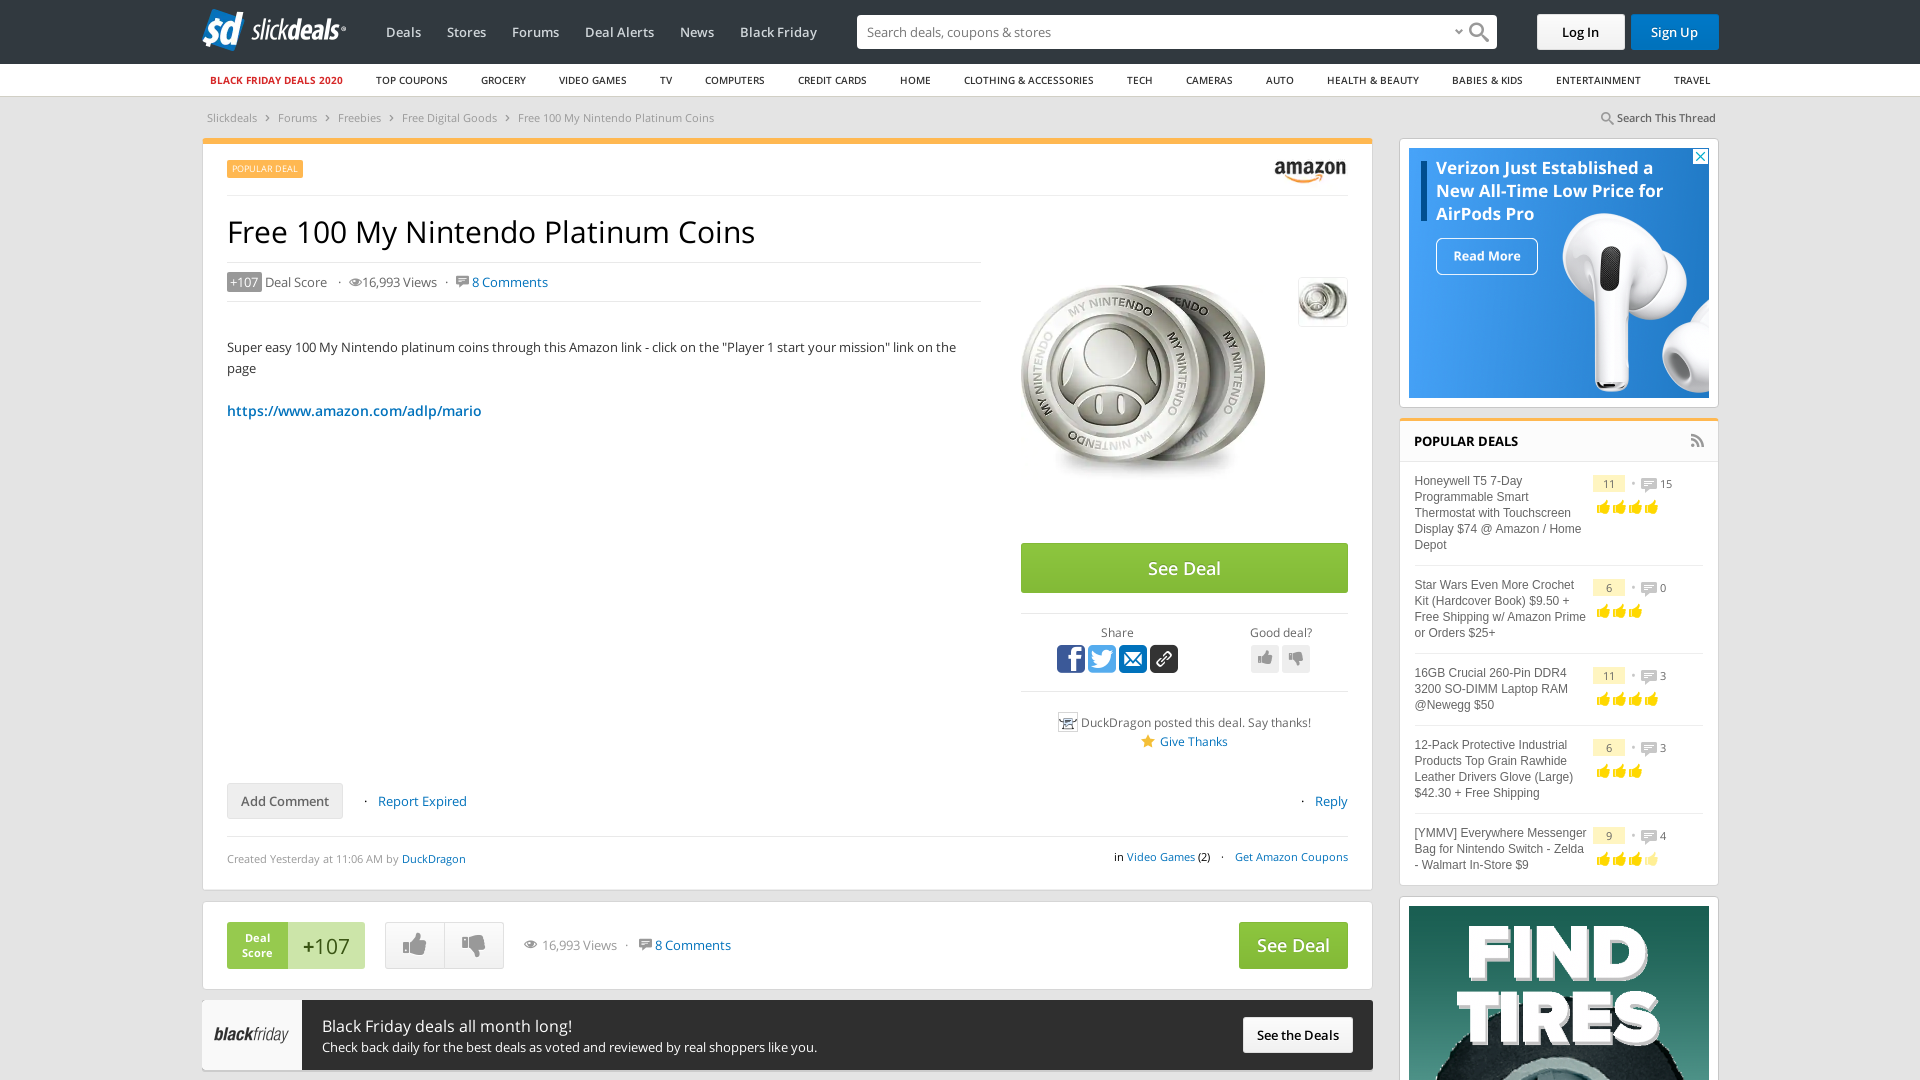 slickdeals
Deals
Stores
Forums
Deal Alerts
News
Black Friday
Search deals, coupons & stores
Log In
Sign Up
BLACK FRIDAY DEALS 2020
TOP COUPONS
GROCERY
VIDEO GAMES
TV
COMPUTERS
CREDIT CARDS
HOME
CLOTHING & ACCESSORIES
TECH
CAMERAS
AUTO
HEALTH & BEAUTY
BABIES & KIDS
ENTERTAINMENT
TRAVEL
Slickdeals > Forums > Freebies > Free Digital Goods > Free 100 My Nintendo Platinum Coins
Search This Thread
POPULAR DEAL
amazon
Free 100 My Nintendo Platinum Coins
+107 Deal Score · 16,993 Views · 8 Comments
Super easy 100 My Nintendo platinum coins through this Amazon link - click on the "Player 1 start your mission" link on the
page
https://www.amazon.com/adlp/mario
MY NINTENDO
MY NINTENDO
MY NINTENDO
MY NINTENDO
MY NINTENDO
MY NINTENDO
See Deal
Share
Good deal?
DuckDragon posted this deal. Say thanks!
Give Thanks
Add Comment
· Report Expired
· Reply
Created Yesterday at 11:06 AM by DuckDragon
in Video Games (2) · Get Amazon Coupons
Deal
Score
+107
16,993 Views · 8 Comments
See Deal
blackfriday
Black Friday deals all month long!
Check back daily for the best deals as voted and reviewed by real shoppers like you.
See the Deals
Verizon Just Established a
New All-Time Low Price for
AirPods Pro
Read More
POPULAR DEALS
Honeywell T5 7-Day
Programmable Smart
Thermostat with Touchscreen
Display $74 @ Amazon / Home
Depot
11 · 15
Star Wars Even More Crochet
Kit (Hardcover Book) $9.50 +
Free Shipping w/ Amazon Prime
or Orders $25+
6 · 0
16GB Crucial 260-Pin DDR4
3200 SO-DIMM Laptop RAM
@Newegg $50
11 · 3
12-Pack Protective Industrial
Products Top Grain Rawhide
Leather Drivers Glove (Large)
$42.30 + Free Shipping
6 · 3
[YMMV] Everywhere Messenger
Bag for Nintendo Switch - Zelda
- Walmart In-Store $9
9 · 4
FIND
TIRES